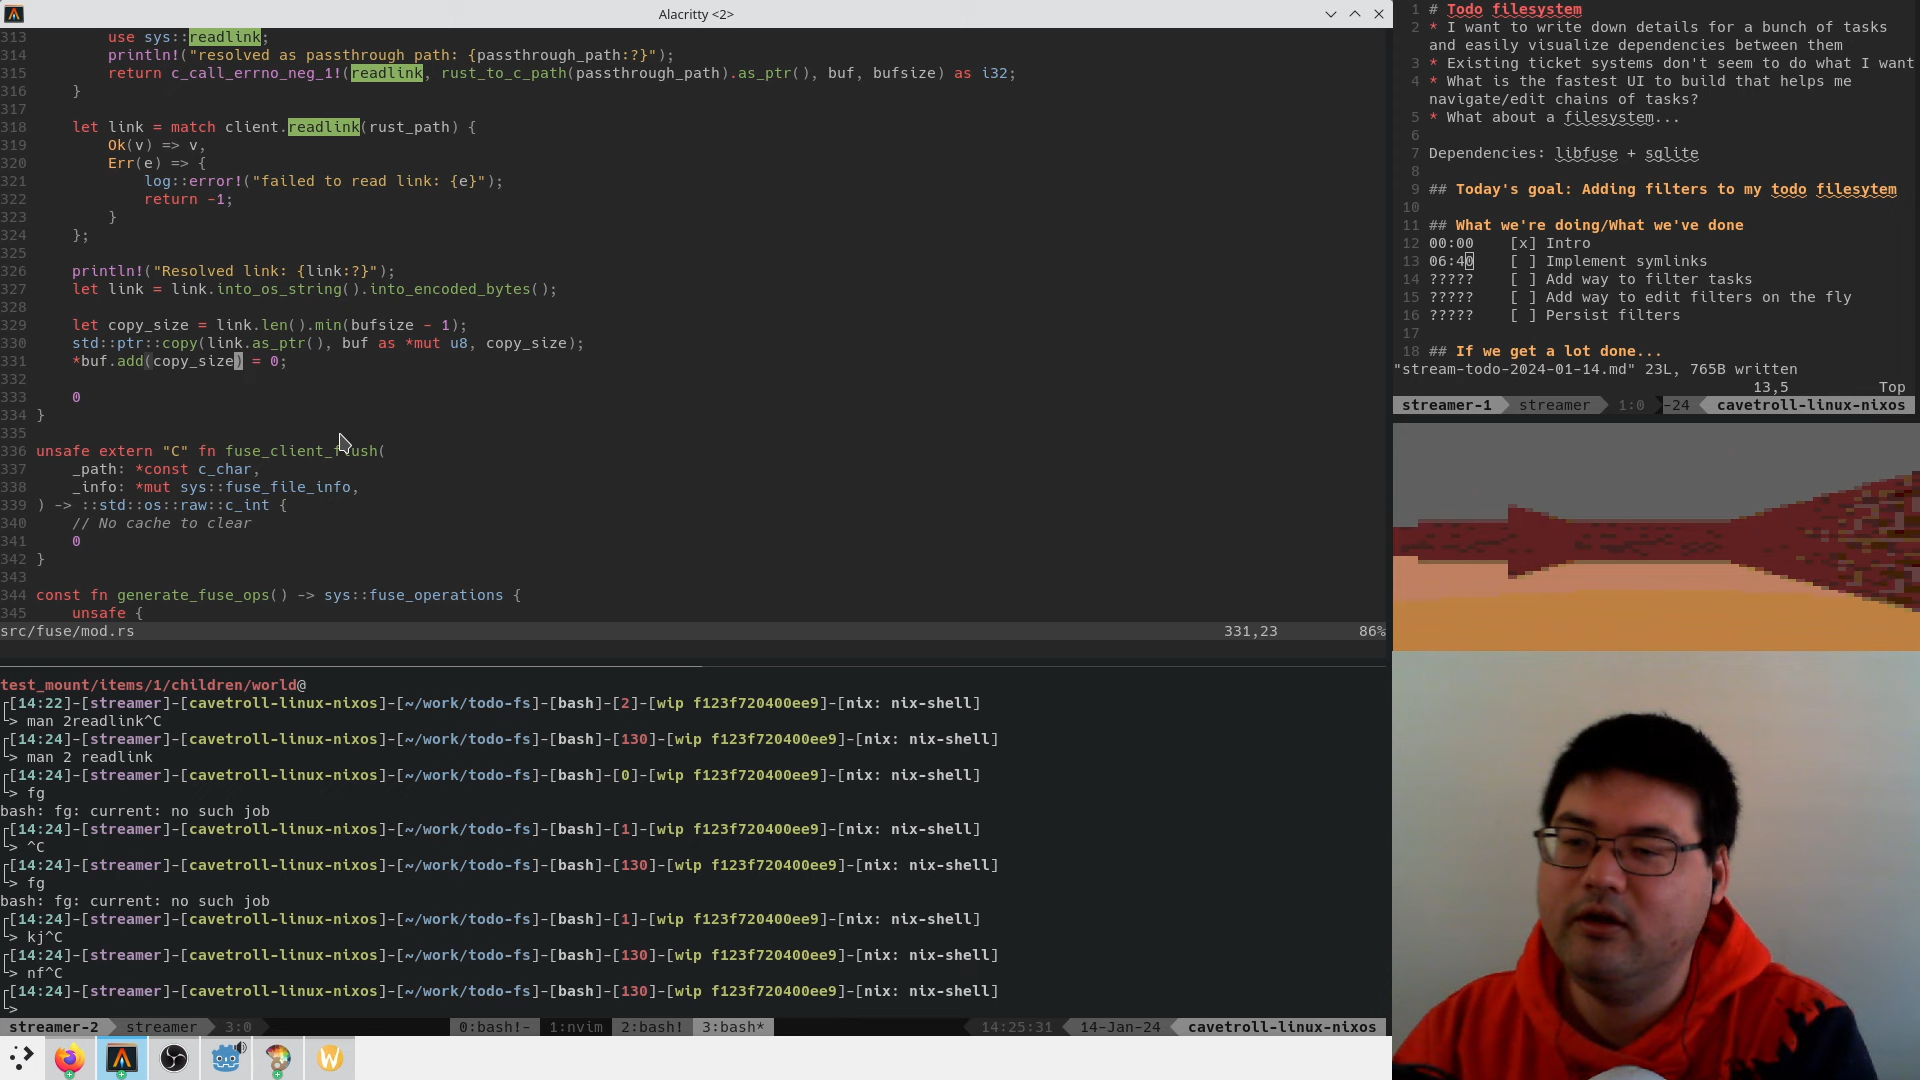 Alacritty <2>
313         use sys::readlink;
314         println!("resolved as passthrough path: {passthrough_path:?}");
315         return c_call_errno_neg_1!(readlink, rust_to_c_path(passthrough_path).as_ptr(), buf, bufsize) as i32;
316     }
317
318     let link = match client.readlink(rust_path) {
319         Ok(v) => v,
320         Err(e) => {
321             log::error!("failed to read link: {e}");
322             return -1;
323         }
324     };
325
326     println!("Resolved link: {link:?}");
327     let link = link.into_os_string().into_encoded_bytes();
328
329     let copy_size = link.len().min(bufsize - 1);
330     std::ptr::copy(link.as_ptr(), buf as *mut u8, copy_size);
331     *buf.add(copy_size) = 0;
332
333     0
334 }
335
336 unsafe extern "C" fn fuse_client_flush(
337     _path: *const c_char,
338     _info: *mut sys::fuse_file_info,
339 ) -> ::std::os::raw::c_int {
340     // No cache to clear
341     0
342 }
343
344 const fn generate_fuse_ops() -> sys::fuse_operations {
345     unsafe {
src/fuse/mod.rs 331,23 86%
test_mount/items/1/children/world@
┌[14:22]-[streamer]-[cavetroll-linux-nixos]-[~/work/todo-fs]-[bash]-[2]-[wip f123f720400ee9]-[nix: nix-shell]
└> man 2readlink^C
┌[14:24]-[streamer]-[cavetroll-linux-nixos]-[~/work/todo-fs]-[bash]-[130]-[wip f123f720400ee9]-[nix: nix-shell]
└> man 2 readlink
┌[14:24]-[streamer]-[cavetroll-linux-nixos]-[~/work/todo-fs]-[bash]-[0]-[wip f123f720400ee9]-[nix: nix-shell]
└> fg
bash: fg: current: no such job
┌[14:24]-[streamer]-[cavetroll-linux-nixos]-[~/work/todo-fs]-[bash]-[1]-[wip f123f720400ee9]-[nix: nix-shell]
└> ^C
┌[14:24]-[streamer]-[cavetroll-linux-nixos]-[~/work/todo-fs]-[bash]-[130]-[wip f123f720400ee9]-[nix: nix-shell]
└> fg
bash: fg: current: no such job
┌[14:24]-[streamer]-[cavetroll-linux-nixos]-[~/work/todo-fs]-[bash]-[1]-[wip f123f720400ee9]-[nix: nix-shell]
└> kj^C
┌[14:24]-[streamer]-[cavetroll-linux-nixos]-[~/work/todo-fs]-[bash]-[130]-[wip f123f720400ee9]-[nix: nix-shell]
└> nf^C
┌[14:24]-[streamer]-[cavetroll-linux-nixos]-[~/work/todo-fs]-[bash]-[130]-[wip f123f720400ee9]-[nix: nix-shell]
└>
streamer-2 streamer 3:0 0:bash!- 1:nvim 2:bash! 3:bash* 14:25:31 14-Jan-24 cavetroll-linux-nixos
1 # Todo filesystem
2 * I want to write down details for a bunch of tasks
and easily visualize dependencies between them
3 * Existing ticket systems don't seem to do what I want
4 * What is the fastest UI to build that helps me
navigate/edit chains of tasks?
5 * What about a filesystem...
6
7 Dependencies: libfuse + sqlite
8
9 ## Today's goal: Adding filters to my todo filesytem
10
11 ## What we're doing/What we've done
12 00:00    [x] Intro
13 06:40    [ ] Implement symlinks
14 ?????    [ ] Add way to filter tasks
15 ?????    [ ] Add way to edit filters on the fly
16 ?????    [ ] Persist filters
17
18 ## If we get a lot done...
"stream-todo-2024-01-14.md" 23L, 765B written
13,5 Top
streamer-1 streamer 1:0 -24 cavetroll-linux-nixos